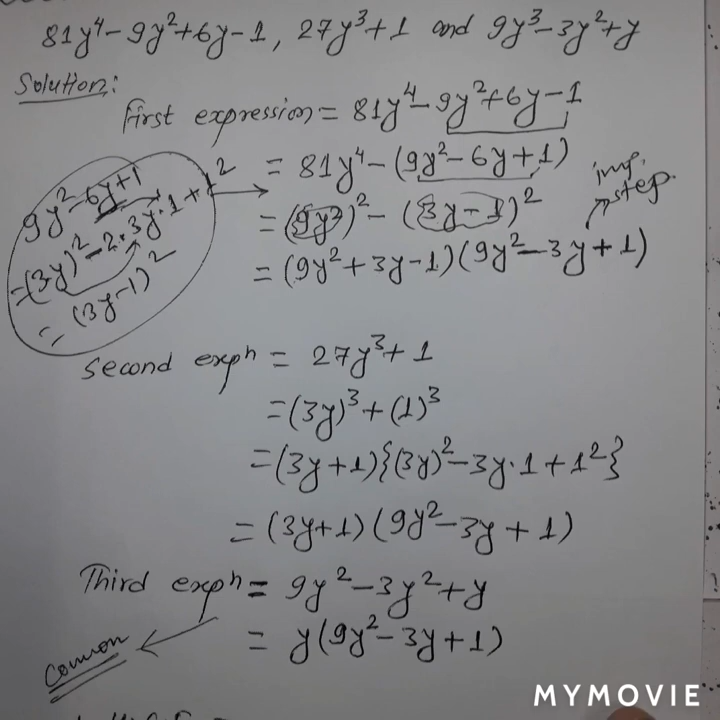 81y⁴ - 9y² + 6y - 1, 27y³ + 1 and 9y³ - 3y² + y
Solution:
First expression = 81y⁴ - 9y² + 6y - 1
= 81y⁴ - (9y² - 6y + 1)
imp. step.
= (9y²)² - (3y - 1)²
= (9y² + 3y - 1) (9y² - 3y + 1)
9y² - 6y + 1
= (3y)² - 2·3y·1 + 1²
= (3y - 1)²
Second expⁿ = 27y³ + 1
= (3y)³ + (1)³
= (3y + 1) {(3y)² - 3y·1 + 1²}
= (3y + 1) (9y² - 3y + 1)
Third expⁿ = 9y² - 3y² + y
= y(9y² - 3y + 1)
Common
MYMOVIE